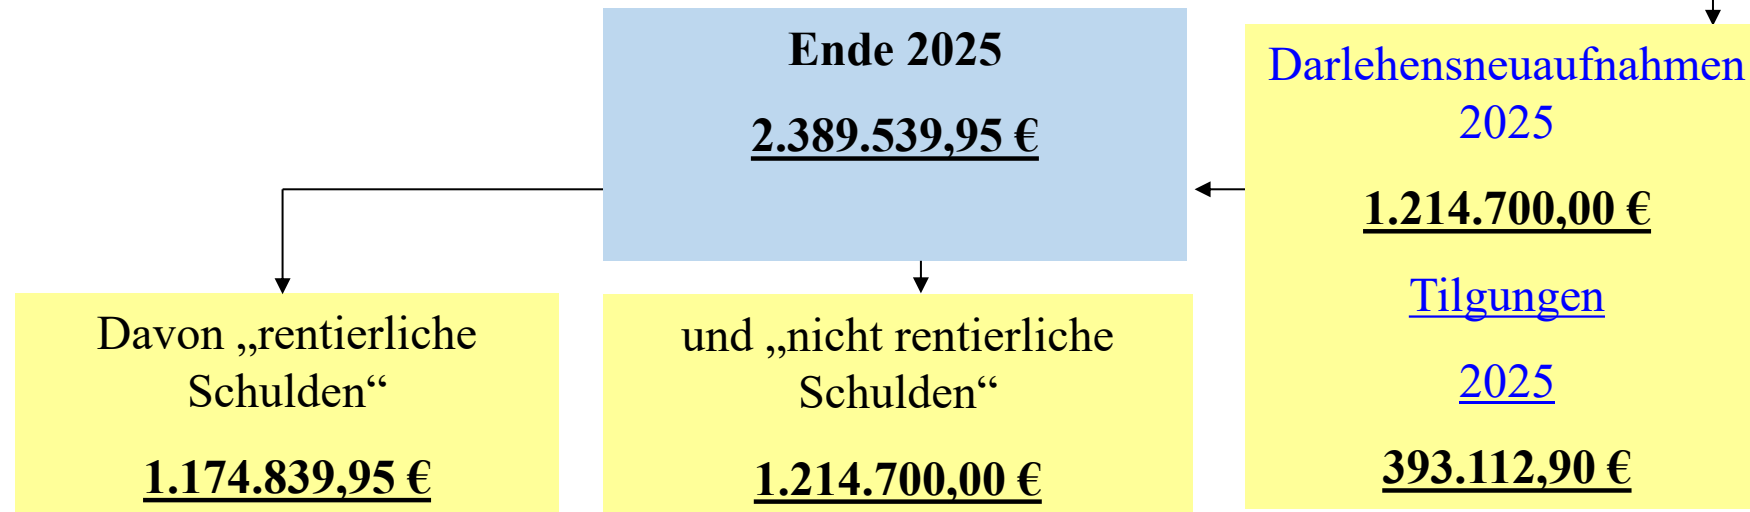 Ende 2025
2.389.539,95 €
Darlehensneuaufnahmen
2025
1.214.700,00 €
Tilgungen
2025
393.112,90 €
Davon „rentierliche
Schulden“
1.174.839,95 €
und „nicht rentierliche
Schulden“
1.214.700,00 €